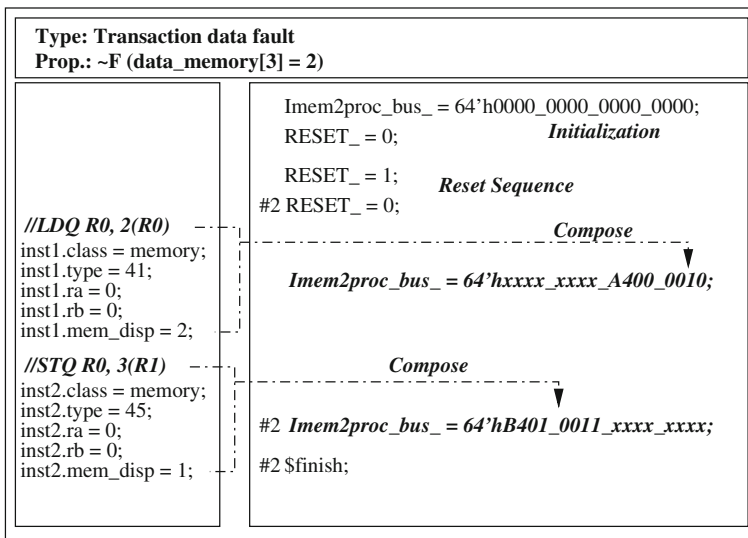 Type: Transaction data fault
Prop.: ~F (data_memory[3] = 2)
//LDQ R0, 2(R0)
inst1.class = memory;
inst1.type = 41;
inst1.ra = 0;
inst1.rb = 0;
inst1.mem_disp = 2;
//STQ R0, 3(R1)
inst2.class = memory;
inst2.type = 45;
inst2.ra = 0;
inst2.rb = 0;
inst2.mem_disp = 1;
Imem2proc_bus_ = 64’h0000_0000_0000_0000;
RESET_ = 0; Initialization
RESET_ = 1;
Reset Sequence
#2 RESET_ = 0;
Compose
Imem2proc_bus_ = 64’hxxxx_xxxx_A400_0010;
Compose
#2 Imem2proc_bus_ = 64’hB401_0011_xxxx_xxxx;
#2 $finish;